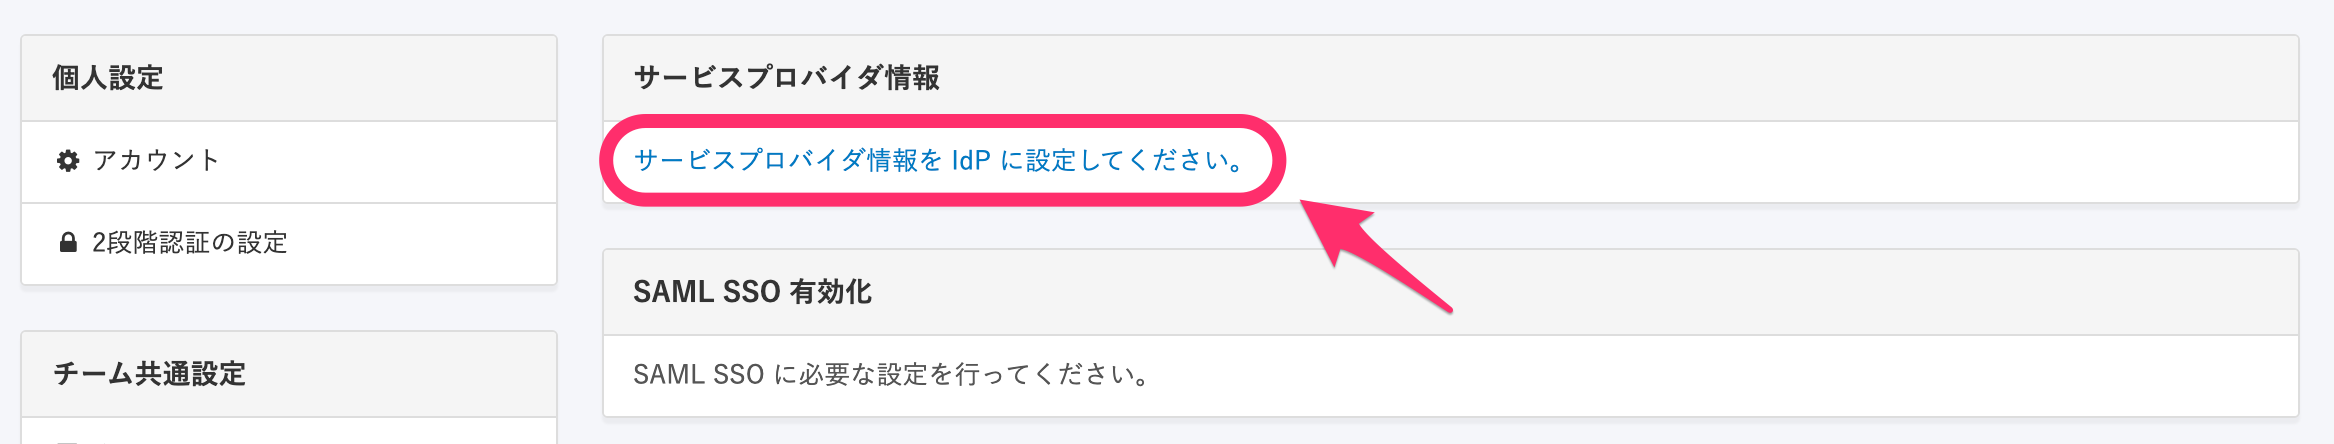 個人設定
アカウント
2段階認証の設定
チーム共通設定
サービスプロバイダ情報
サービスプロバイダ情報を IdP に設定してください。
SAML SSO 有効化
SAML SSO に必要な設定を行ってください。